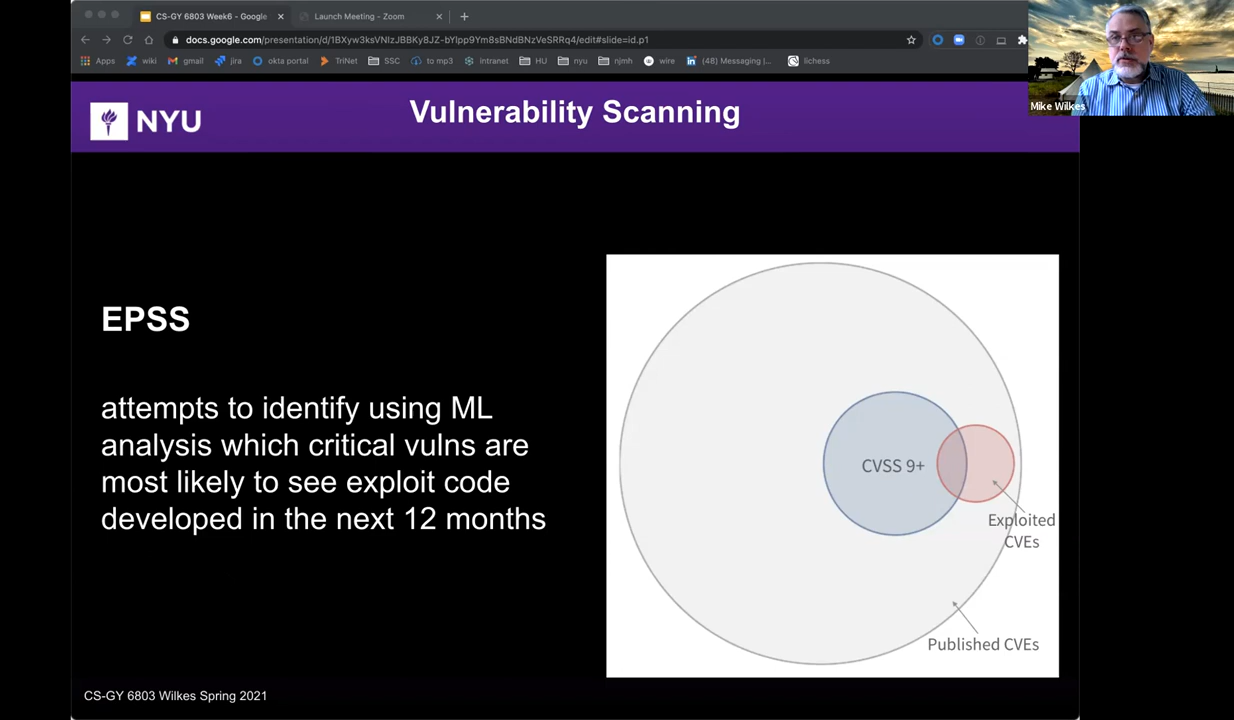 CS-GY 6803 Week6 - Google
Launch Meeting - Zoom
docs.google.com/presentation/d/1BXyw3ksVNIzJBBKy8JZ-bYlpp9Ym8sBNdBNzVeSRRq4/edit#slide=id.p1
Apps wiki gmail jira okta portal TriNet SSC to mp3 Intranet HU nyu njmh wire (48) Messaging |... lichess
Mike Wilkes
NYU
Vulnerability Scanning
EPSS
attempts to identify using ML
analysis which critical vulns are
most likely to see exploit code
developed in the next 12 months
CVSS 9+
Exploited
CVEs
Published CVEs
CS-GY 6803 Wilkes Spring 2021